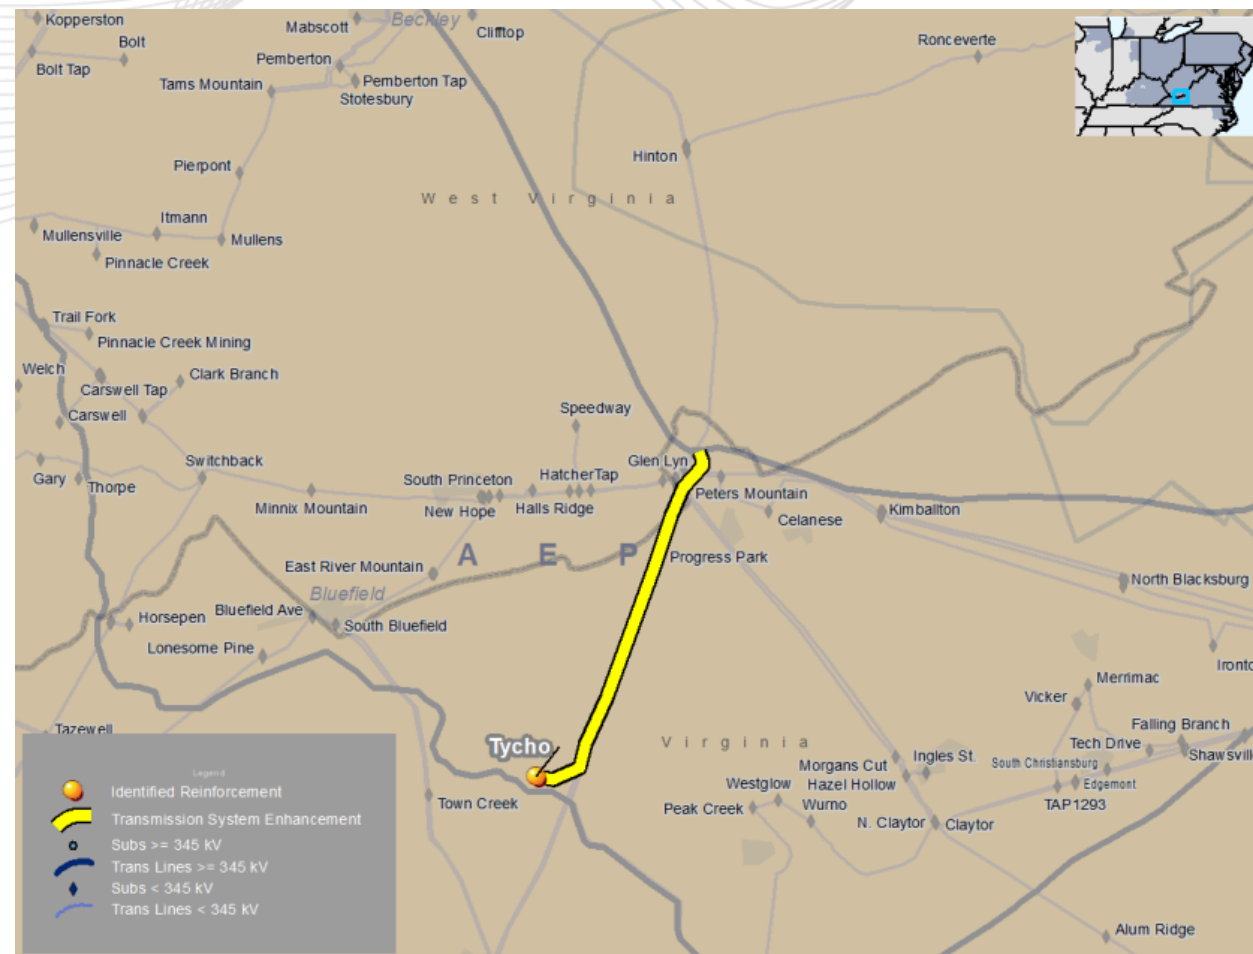 Kopperston
Mabscott
Beckley
Clifftop
Ronceverte
Bolt
Bolt Tap
Pemberton
Tams Mountain
Pemberton Tap
Stotesbury
Hinton
Pierpont
West Virginia
Itmann
Mullensville
Mullens
Pinnacle Creek
Trail Fork
Pinnacle Creek Mining
Welch
Clark Branch
Carswell Tap
Carswell
Speedway
Switchback
Glen Lyn
Gary
Thorpe
South Princeton
HatcherTap
Peters Mountain
Minnix Mountain
New Hope
Halls Ridge
Celanese
Kimballton
A E P
Progress Park
East River Mountain
North Blacksburg
Bluefield
Horsepen
Bluefield Ave
South Bluefield
Lonesome Pine
Merrimac
Vicker
Tazewell
Falling Branch
Tycho
Virginia
Tech Drive
Ingles St.
Morgans Cut
South Christiansburg
Westglow
Hazel Hollow
Edgemont
Town Creek
Peak Creek
Wurno
TAP1293
N. Claytor
Claytor
Alum Ridge
Legend
Identified Reinforcement
Transmission System Enhancement
Subs >= 345 kV
Trans Lines >= 345 kV
Subs < 345 kV
Trans Lines < 345 kV